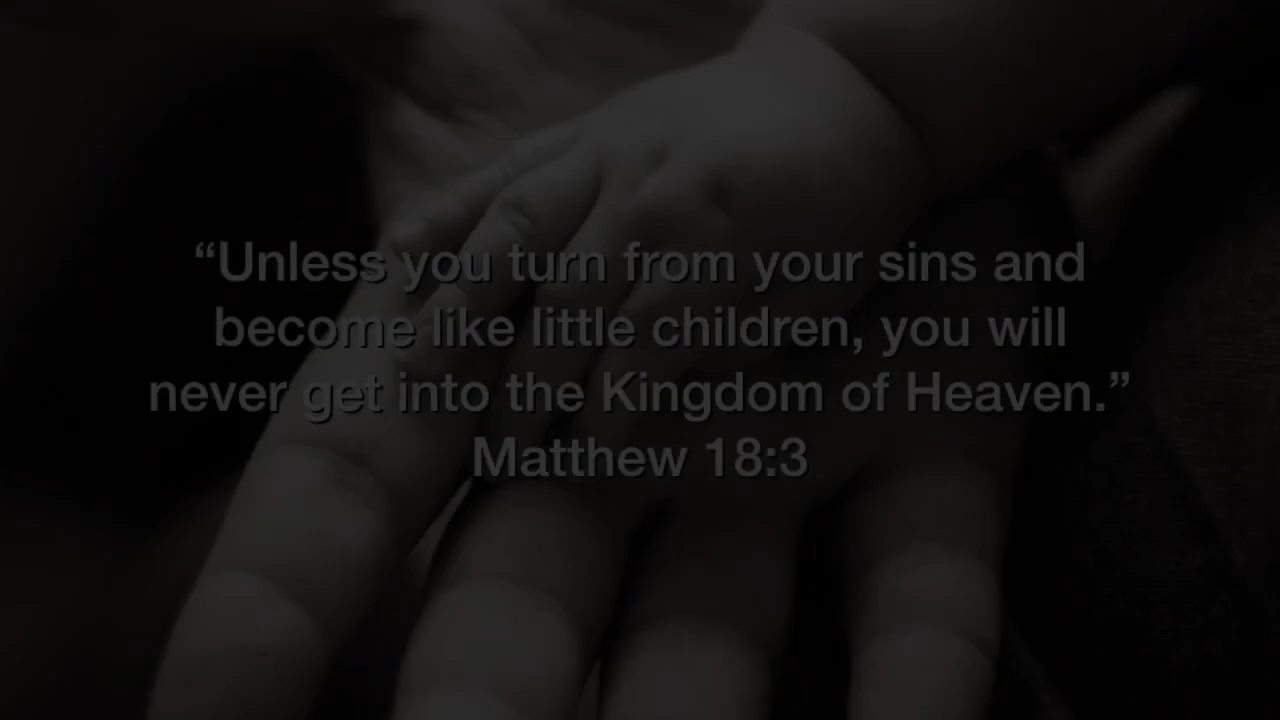 “Unless you turn from your sins and
become like little children, you will
never get into the Kingdom of Heaven.”
Matthew 18:3